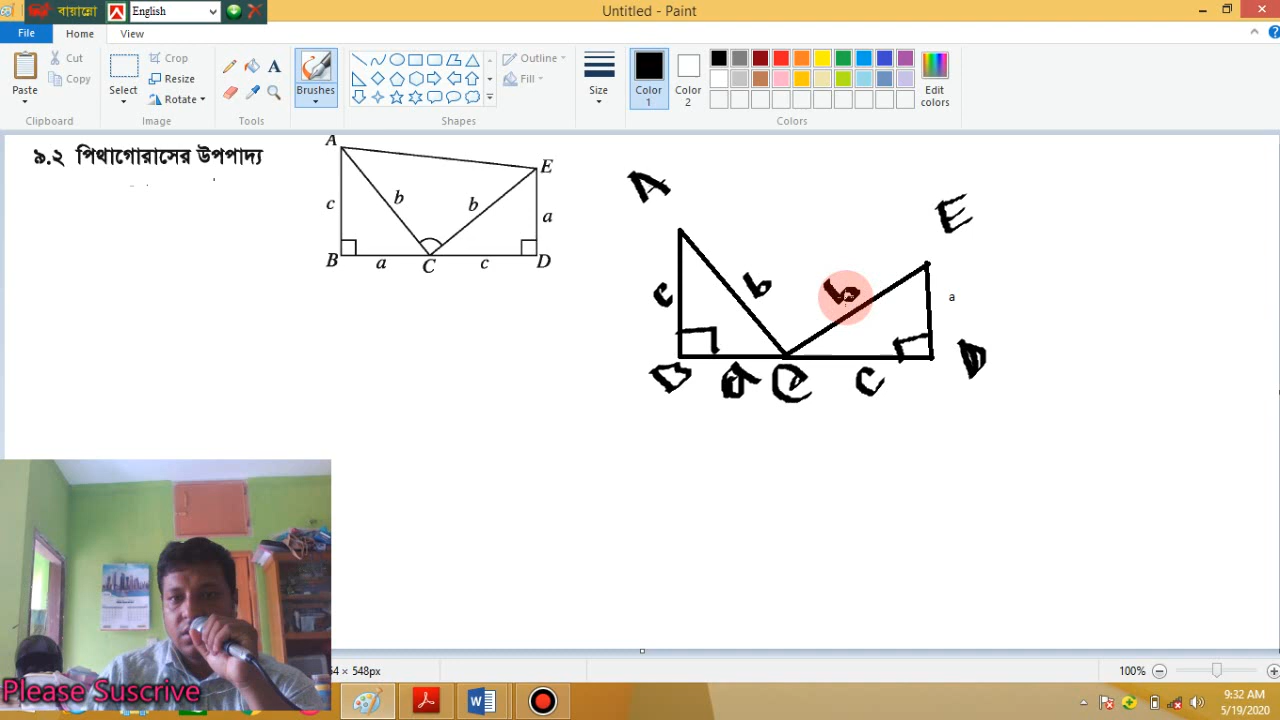 বায়ান্নো English Untitled - Paint
File Home View
Paste Cut Copy Select Crop Resize Rotate Brushes Outline Fill Size Color 1 Color 2 Edit colors
Clipboard Image Tools Shapes Colors
৯.২ পিথাগোরাসের উপপাদ্য
A
E
c b b a
B a C c D
A
E
c b b a
a C c D
Please Suscrive
548px 100%
9:32 AM
5/19/2020